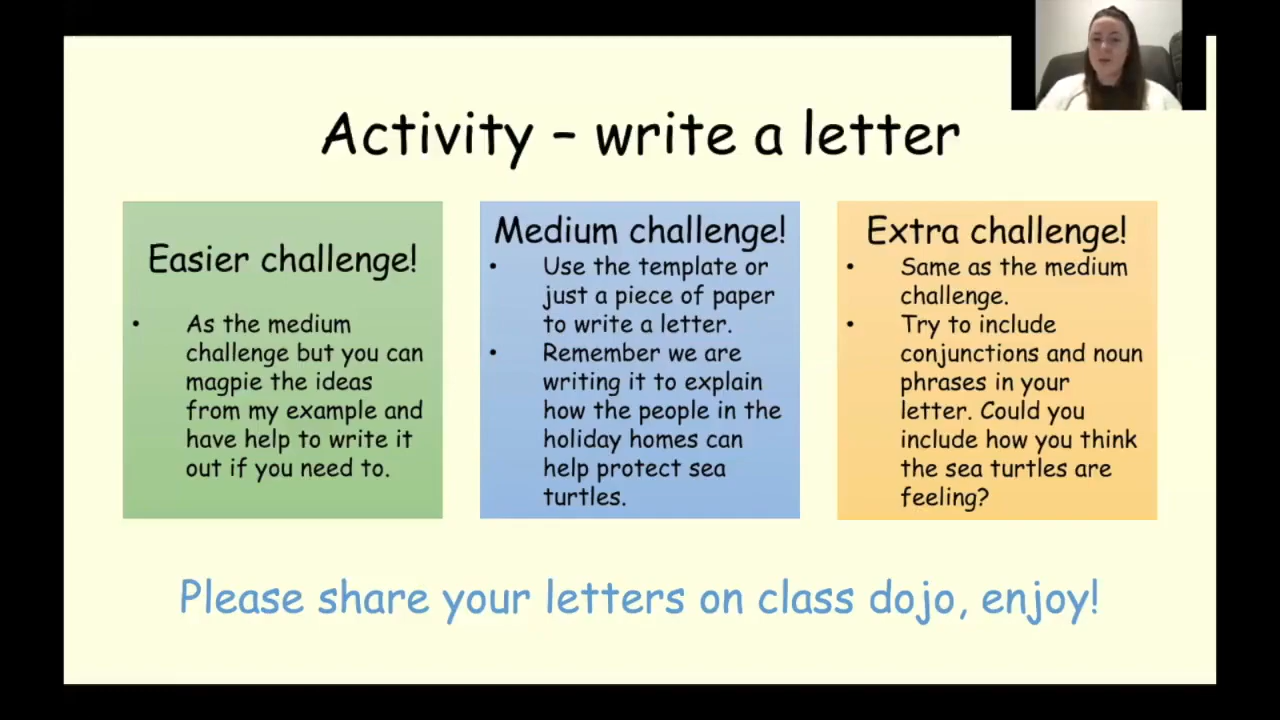 Activity – write a letter
Easier challenge!
• As the medium
challenge but you can
magpie the ideas
from my example and
have help to write it
out if you need to.
Medium challenge!
• Use the template or
just a piece of paper
to write a letter.
• Remember we are
writing it to explain
how the people in the
holiday homes can
help protect sea
turtles.
Extra challenge!
• Same as the medium
challenge.
• Try to include
conjunctions and noun
phrases in your
letter. Could you
include how you think
the sea turtles are
feeling?
Please share your letters on class dojo, enjoy!